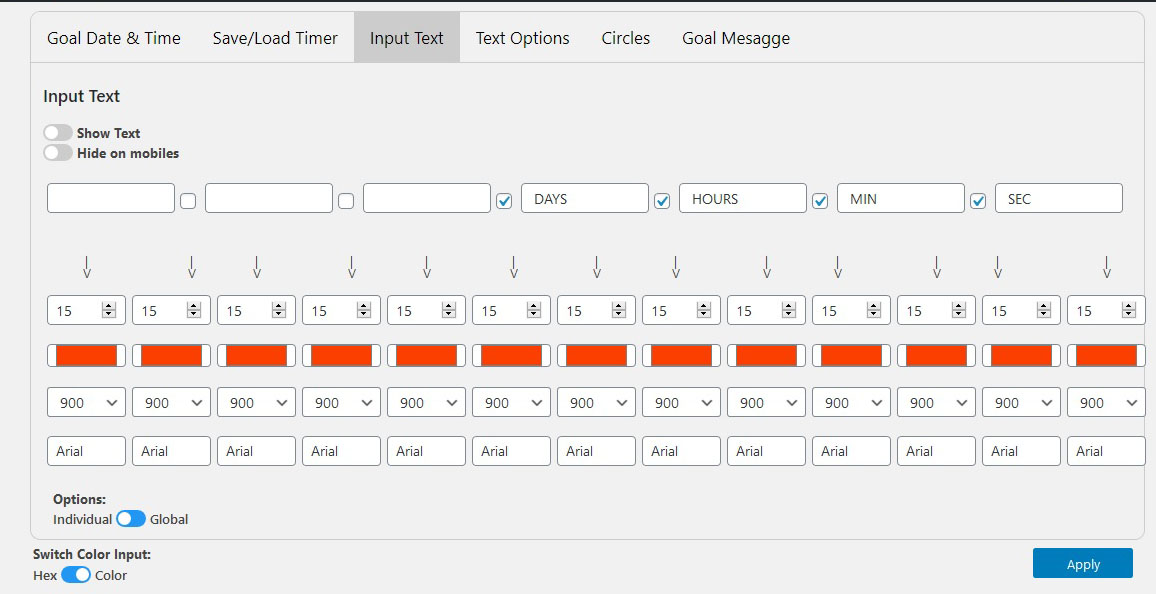 Goal Date & Time Save/Load Timer Input Text Text Options Circles Goal Mesagge
Input Text
Show Text
Hide on mobiles
DAYS HOURS MIN SEC
15 15 15 15 15 15 15 15 15 15 15 15 15
900 900 900 900 900 900 900 900 900 900 900 900 900
Arial Arial Arial Arial Arial Arial Arial Arial Arial Arial Arial Arial Arial
Options:
Individual Global
Switch Color Input:
Hex Color
Apply